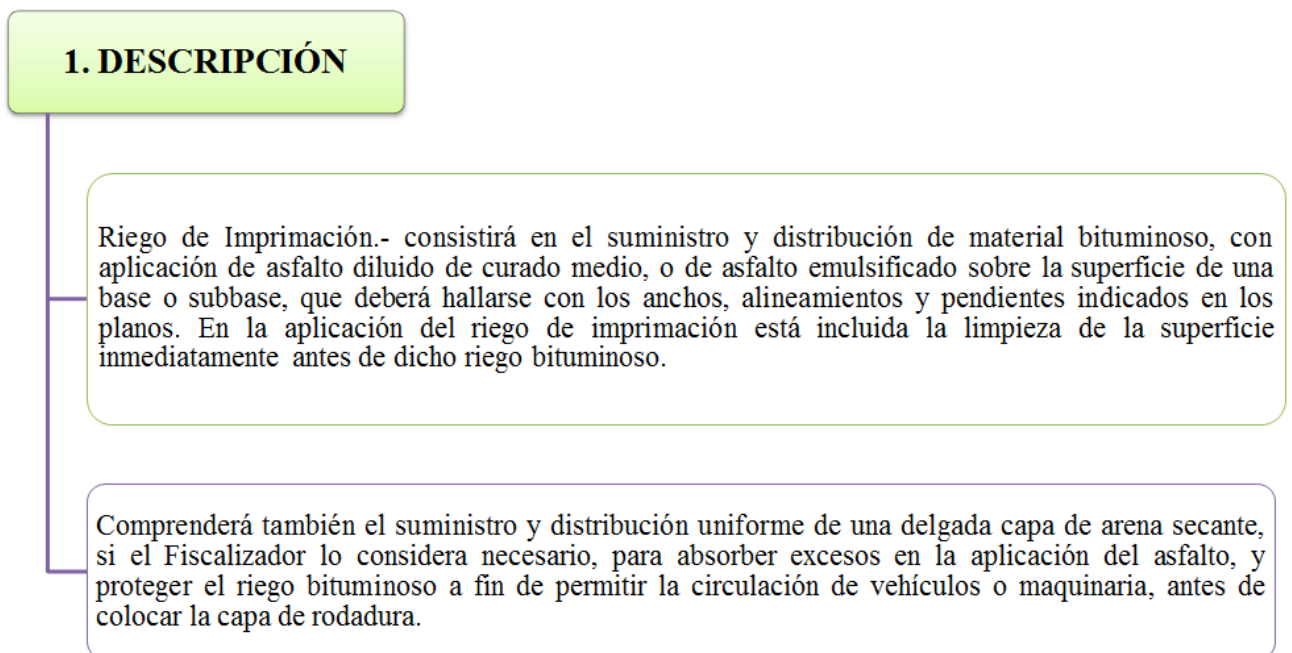 1. DESCRIPCIÓN
Riego de Imprimación.- consistirá en el suministro y distribución de material bituminoso, con
aplicación de asfalto diluido de curado medio, o de asfalto emulsificado sobre la superficie de una
base o subbase, que deberá hallarse con los anchos, alineamientos y pendientes indicados en los
planos. En la aplicación del riego de imprimación está incluida la limpieza de la superficie
inmediatamente antes de dicho riego bituminoso.
Comprenderá también el suministro y distribución uniforme de una delgada capa de arena secante,
si el Fiscalizador lo considera necesario, para absorber excesos en la aplicación del asfalto, y
proteger el riego bituminoso a fin de permitir la circulación de vehículos o maquinaria, antes de
colocar la capa de rodadura.